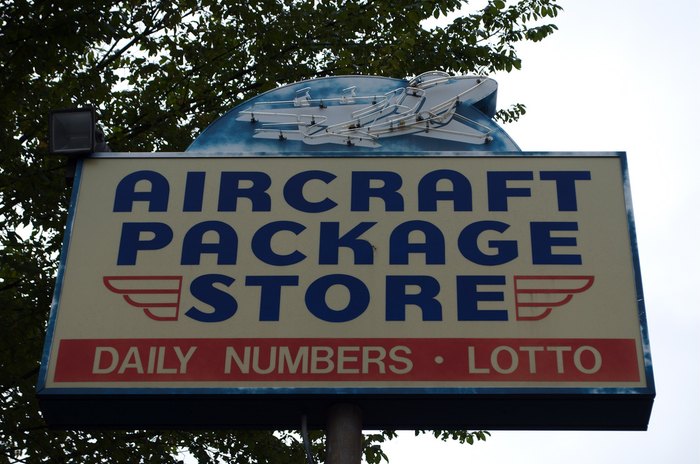 AIRCRAFT
PACKAGE
STORE
DAILY NUMBERS · LOTTO